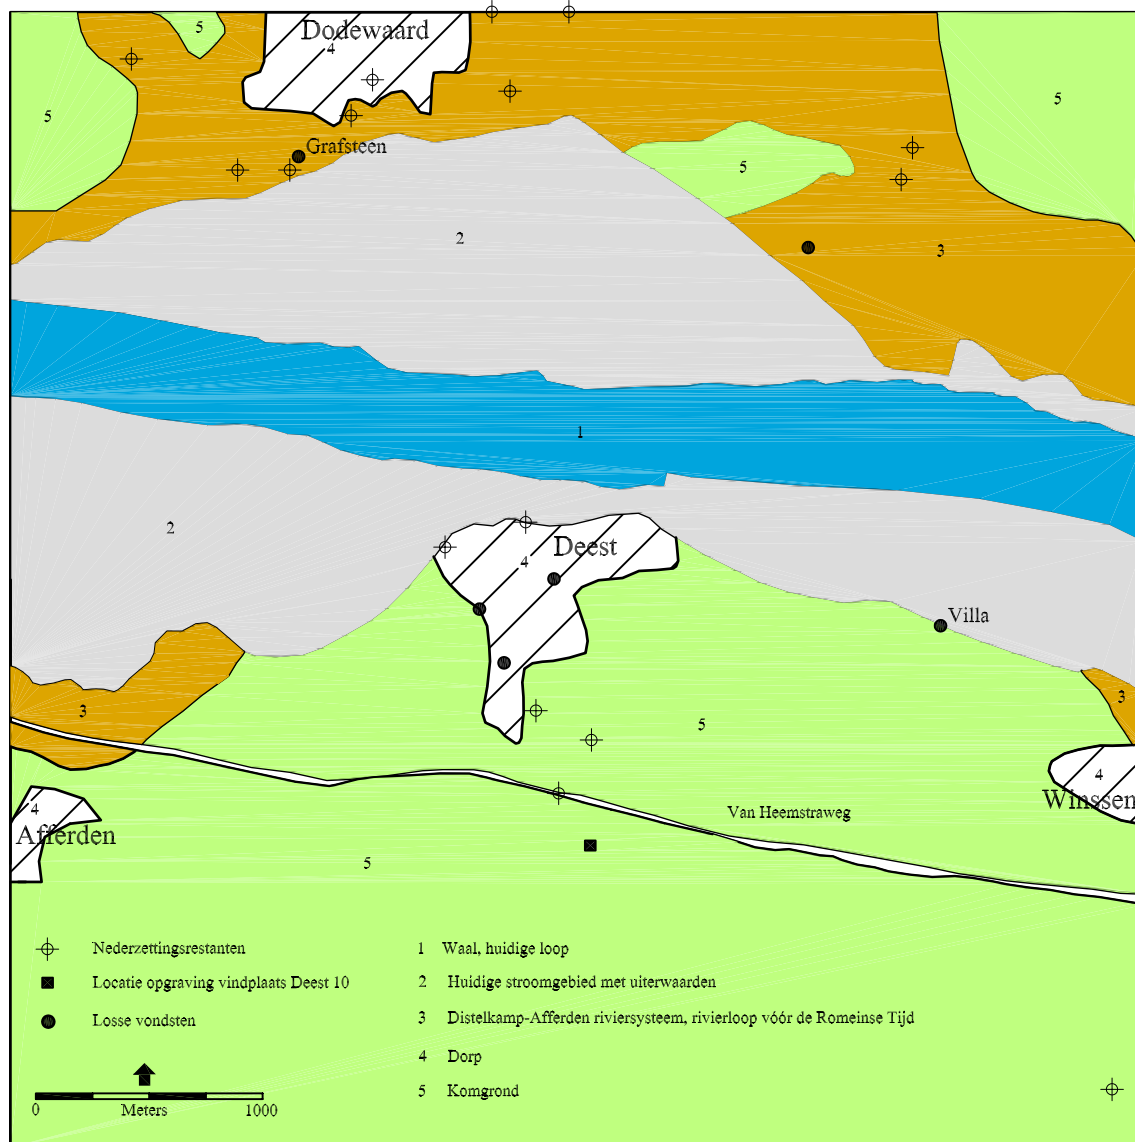 5
Dodewaard
4
5
5
Grafsteen
5
2
3
1
2
Deest
4
Villa
3
5
3
4
Winssen
4
Afferden
Van Heemstraweg
5
Nederzettingsrestanten
Locatie opgraving vindplaats Deest 10
Losse vondsten
0 Meters 1000
1 Waal, huidige loop
2 Huidige stroomgebied met uiterwaarden
3 Distelkamp-Afferden riviersysteem, rivierloop vóór de Romeinse Tijd
4 Dorp
5 Komgrond